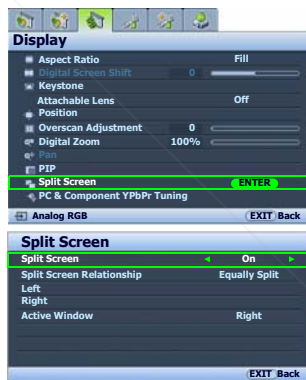 Display
Aspect Ratio Fill
Digital Screen Shift 0
Keystone
Attachable Lens Off
Position
Overscan Adjustment 0
Digital Zoom 100%
Pan
PIP
Split Screen ENTER
PC & Component YPbPr Tuning
Analog RGB EXIT Back
Split Screen
Split Screen On
Split Screen Relationship Equally Split
Left
Right
Active Window Right
EXIT Back